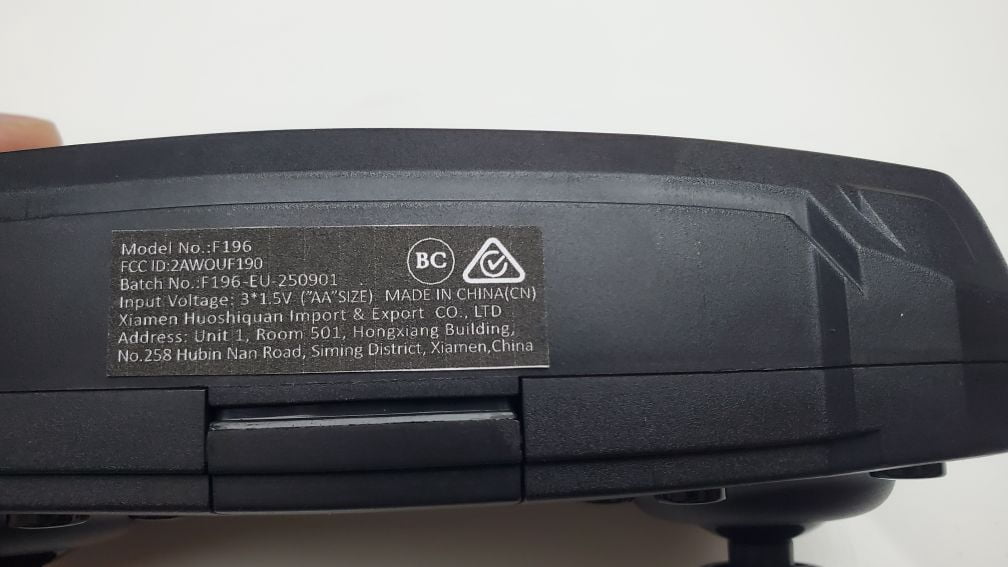 Model No.:F196
FCC ID:2AWOUF190
Batch No.:F196-EU-250901
BC
Input Voltage: 3*1.5V ("AA"SIZE) MADE IN CHINA(CN)
Xiamen Huoshiquan Import & Export CO., LTD
Address: Unit 1, Room 501, Hongxiang Building,
No.258 Hubin Nan Road, Siming District, Xiamen,China